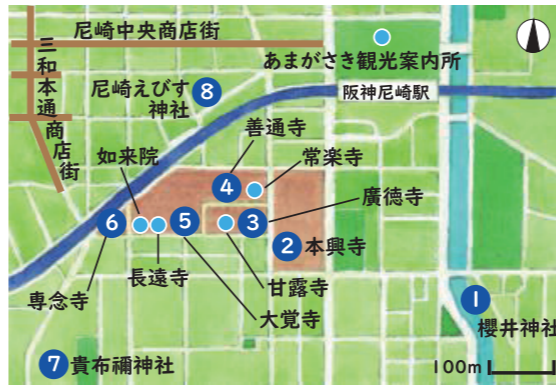 尼崎中央商店街
三和本通商店街
あまがさき観光案内所
尼崎えびす
神社
8
阪神尼崎駅
善通寺
如来院
4
常楽寺
6
5
3
廣徳寺
2
本興寺
専念寺
長遠寺
甘露寺
大覚寺
1
櫻井神社
7
貴布禰神社
100m